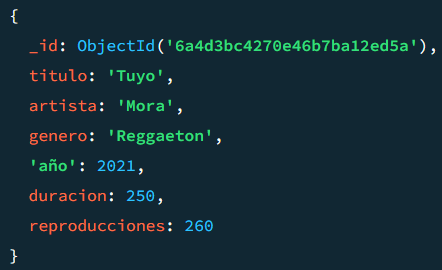 {
_id: ObjectId('6a4d3bc4270e46b7ba12ed5a'),
titulo: 'Tuyo',
artista: 'Mora',
genero: 'Reggaeton',
'año': 2021,
duracion: 250,
reproducciones: 260
}